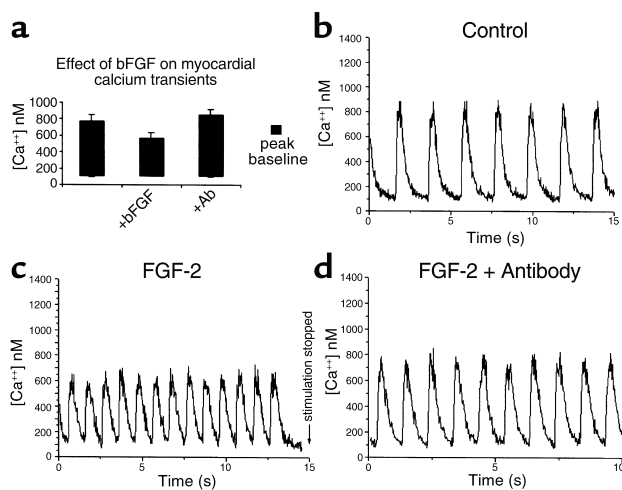 a
Effect of bFGF on myocardial
calcium transients
[Ca++] nM
1000
800
600
400
200
0
+bFGF
+Ab
peak
baseline
b
Control
[Ca++] nM
1400
1200
1000
800
600
400
200
0
0
5
10
15
Time (s)
c
FGF-2
[Ca++] nM
1400
1200
1000
800
600
400
200
0
0
5
10
15
Time (s)
stimulation stopped
d
FGF-2 + Antibody
[Ca++] nM
1400
1200
1000
800
600
400
200
0
0
5
10
Time (s)